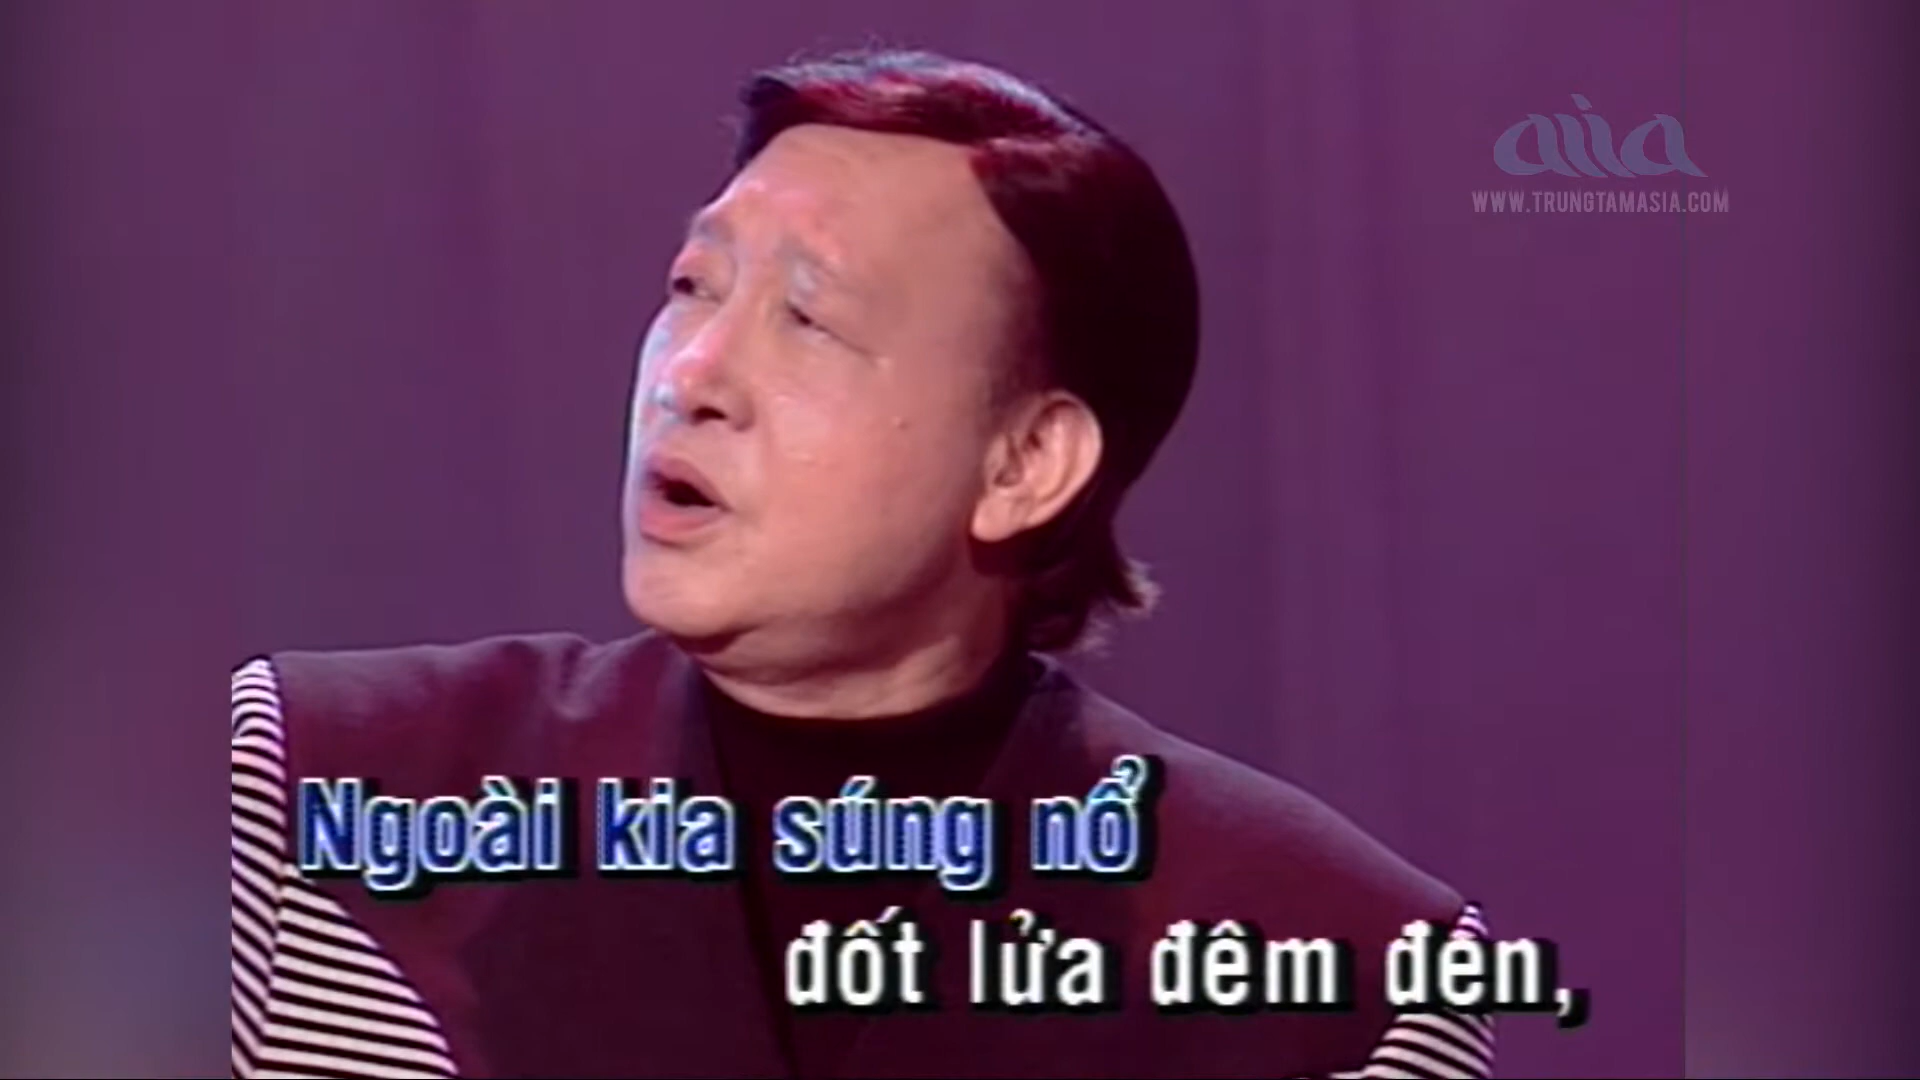 asia
WWW.TRUNGTAMASIA.COM
Ngoài kia súng nổ
đốt lửa đêm đen,